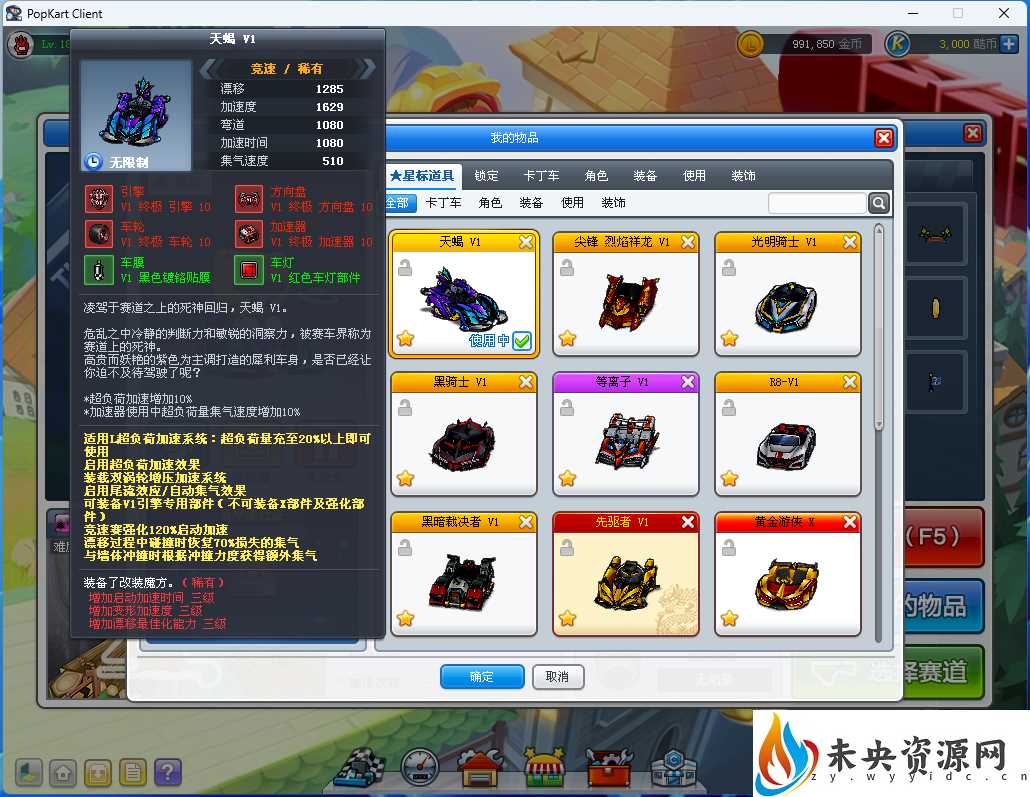 PopKart Client
Lv.18
991,850 金币
3,000 酷币
天蝎 V1
竞速 / 稀有
漂移 1285
加速度 1629
弯道 1080
加速时间 1080
集气速度 510
无限制
引擎
V1 终极 引擎 10
方向盘
V1 终极 方向盘 10
车轮
V1 终极 车轮 10
加速器
V1 终极 加速器 10
车膜
V1 黑色镀铬贴膜
车灯
V1 红色车灯部件
凌驾于赛道之上的死神回归，天蝎 V1。
危乱之中冷静的判断力和敏锐的洞察力，被赛车界称为
赛道上的死神。
高贵而妖艳的紫色为主调打造的犀利车身，是否已经让
你迫不及待驾驶了呢？
*超负荷加速增加10%
*加速器使用中超负荷量集气速度增加10%
适用L超负荷加速系统：超负荷量充至20%以上即可
使用
启用超负荷加速效果
装载双涡轮增压加速系统
启用尾流效应/自动集气效果
可装备V1引擎专用部件（不可装备X部件及强化部
件）
竞速赛强化120%启动加速
漂移过程中碰撞时恢复70%损失的集气
与墙体冲撞时根据冲撞力度获得额外集气
装备了改装魔方。（稀有）
增加启动加速时间 三级
增加变形加速度 三级
增加漂移最佳化能力 三级
我的物品
★星标道具 锁定 卡丁车 角色 装备 使用 装饰
全部 卡丁车 角色 装备 使用 装饰
天蝎 V1
尖锋 烈焰祥龙 V1
光明骑士 V1
使用中
黑骑士 V1
等离子 V1
R8-V1
黑暗裁决者 V1
先驱者 V1
黄金游侠 X
确定
取消
(F5)
的物品
选择赛道
未央资源网
zy.wyyidc.cn